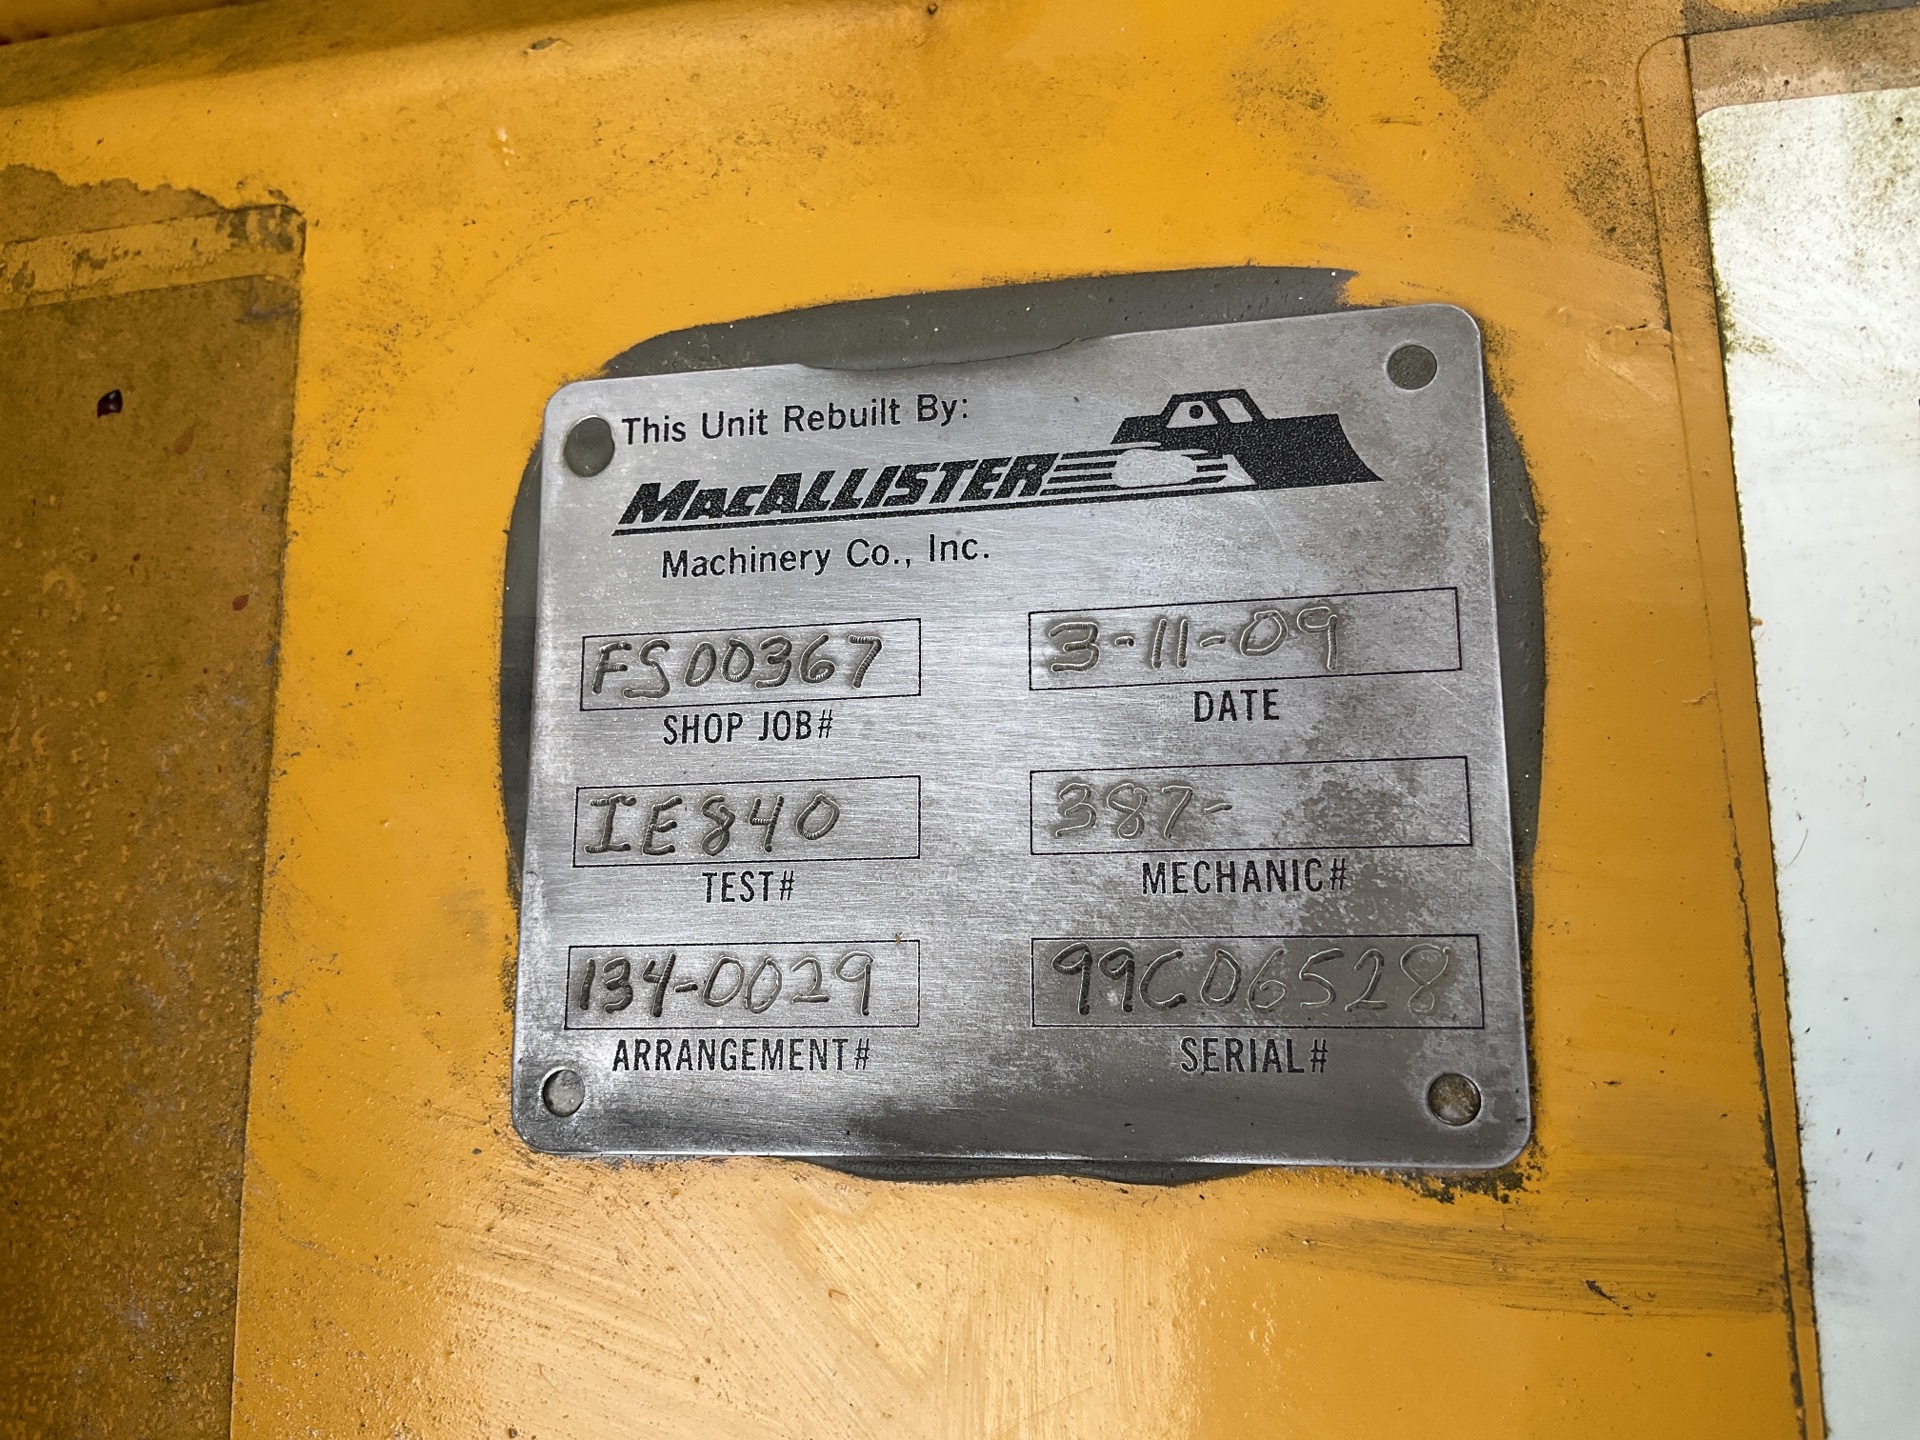 This Unit Rebuilt By:
MACALLISTER
Machinery Co., Inc.
FS00367
SHOP JOB#
3-11-09
DATE
IE840
TEST#
387-
MECHANIC#
134-0029
ARRANGEMENT#
99C06528
SERIAL#